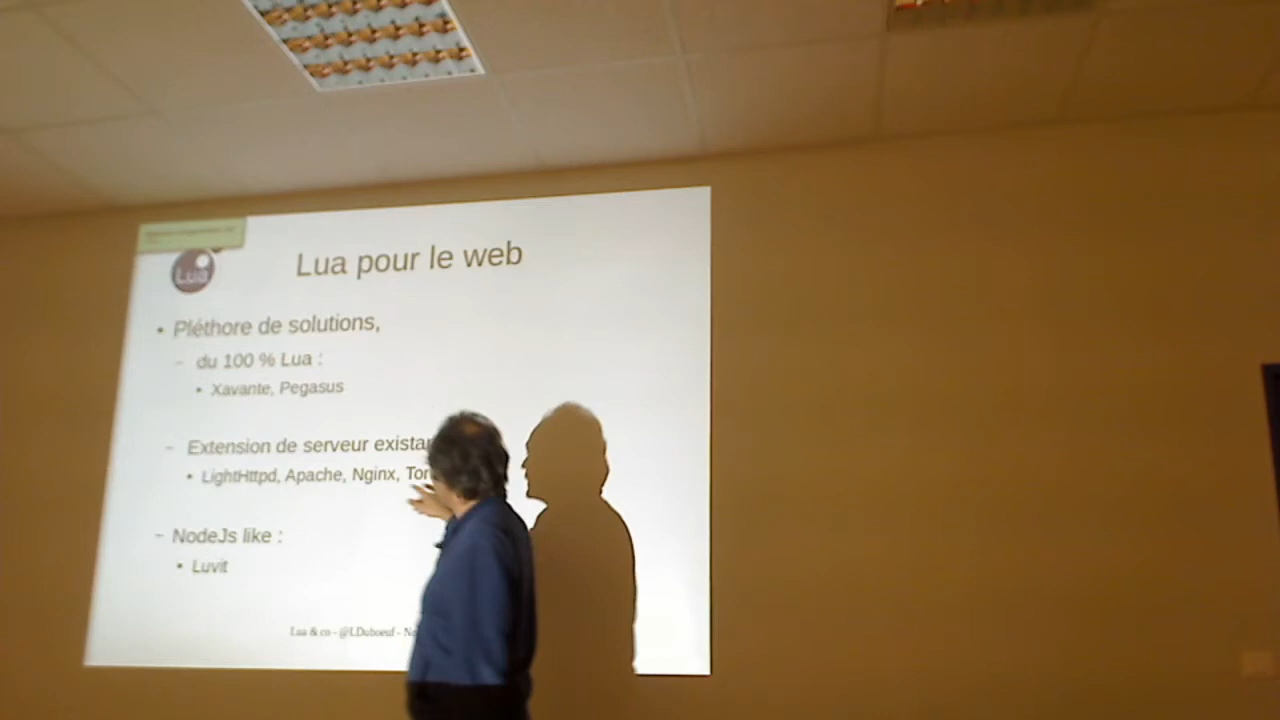 Lua
Lua pour le web
• Pléthore de solutions,
– du 100 % Lua :
• Xavante, Pegasus
– Extension de serveur
• LightHttpd, Apache, Nginx,
– NodeJs like :
• Luvit
Lua & co - @LDuboeuf -